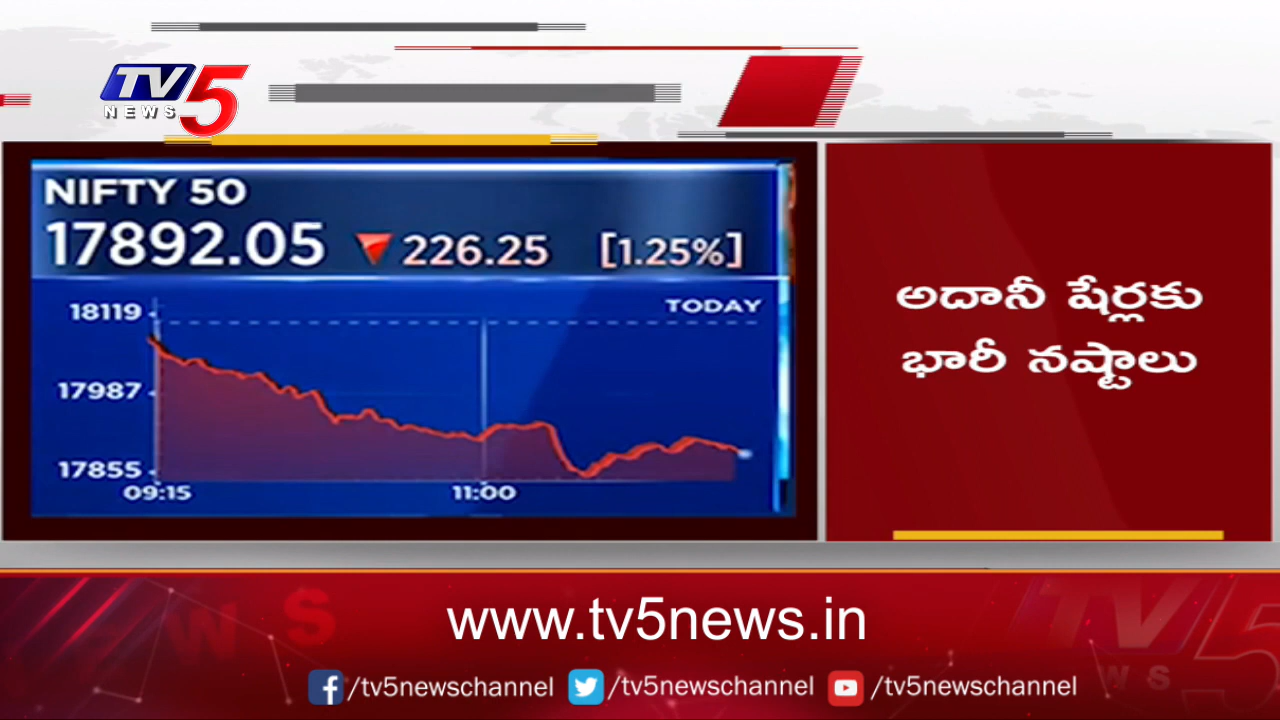 TV5
NEWS
NIFTY 50
17892.05 ▼ 226.25 [1.25%]
TODAY
18119
17987
17855
09:15 11:00
అదానీ షేర్లకు
భారీ నష్టాలు
www.tv5news.in
/tv5newschannel /tv5newschannel /tv5newschannel